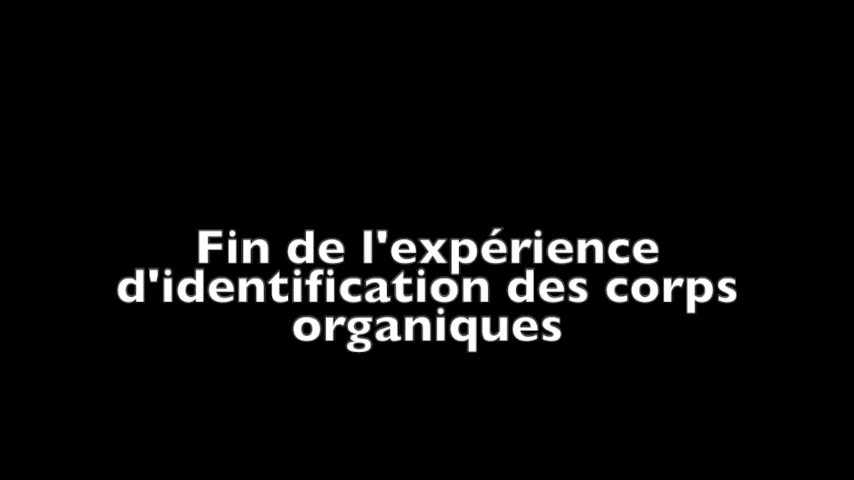 Fin de l'expérience
d'identification des corps
organiques